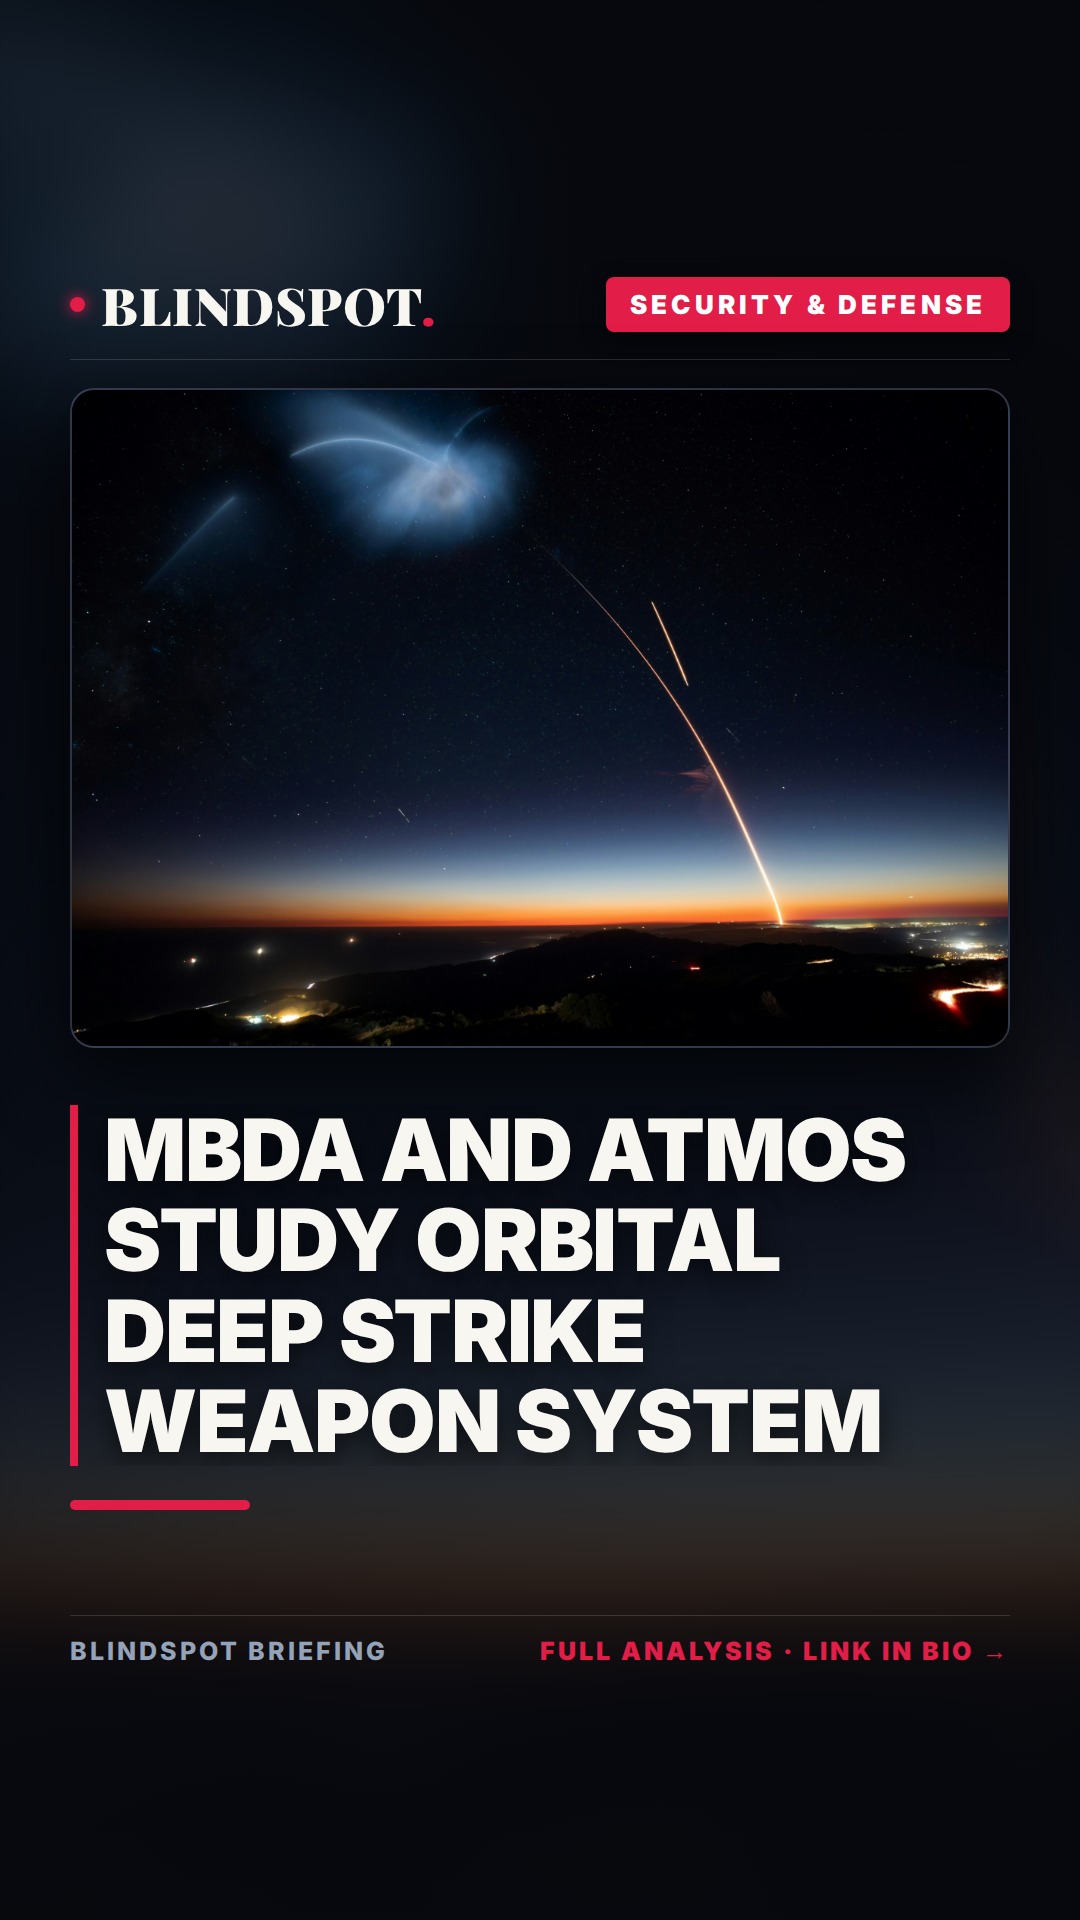 BLINDSPOT.
SECURITY & DEFENSE
MBDA AND ATMOS
STUDY ORBITAL
DEEP STRIKE
WEAPON SYSTEM
BLINDSPOT BRIEFING
FULL ANALYSIS · LINK IN BIO →